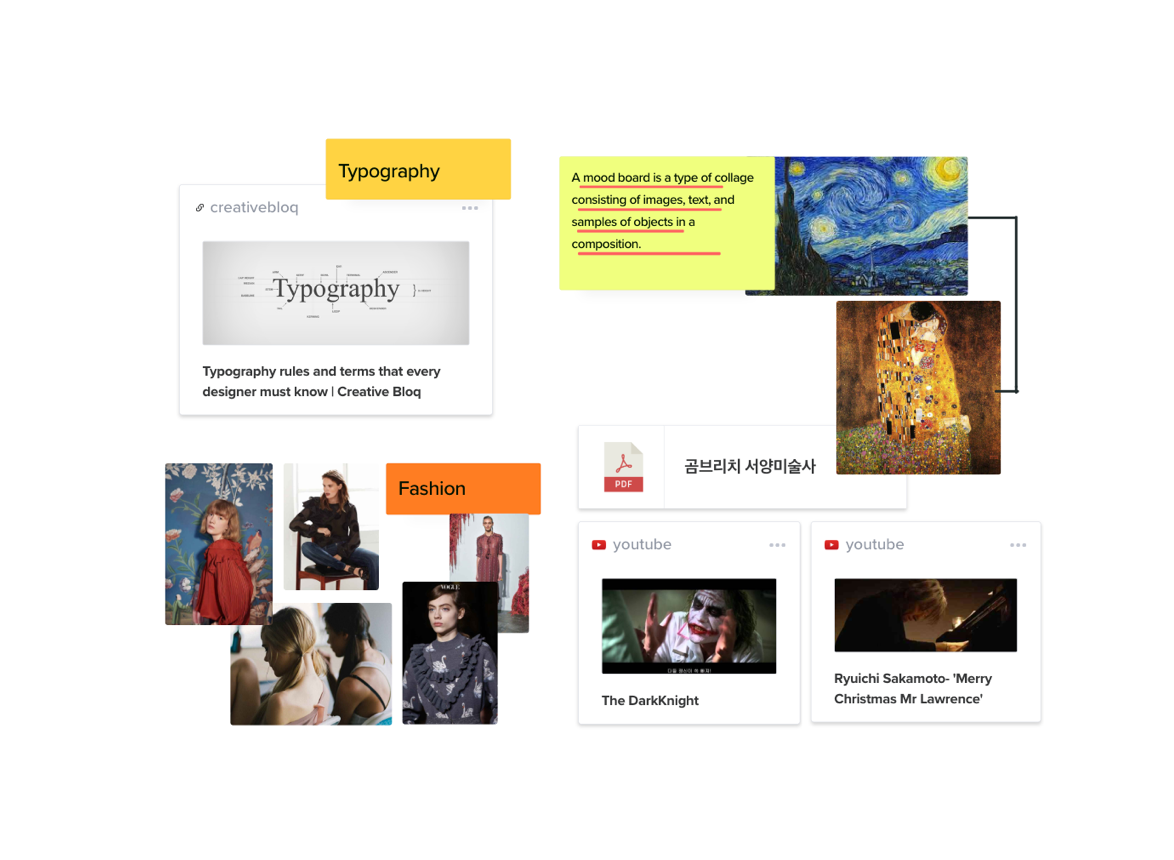 Typography
creativebloq
Typography
Typography rules and terms that every
designer must know | Creative Bloq
A mood board is a type of collage
consisting of images, text, and
samples of objects in a
composition.
PDF
곰브리치 서양미술사
Fashion
VOGUE
youtube
The DarkKnight
youtube
Ryuichi Sakamoto- 'Merry
Christmas Mr Lawrence'